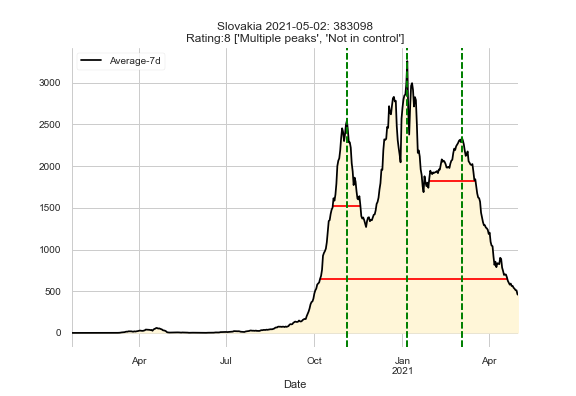 Slovakia 2021-05-02: 383098
Rating:8 ['Multiple peaks', 'Not in control']
Average-7d
3000
2500
2000
1500
1000
500
0
Apr
Jul
Oct
Jan
2021
Apr
Date